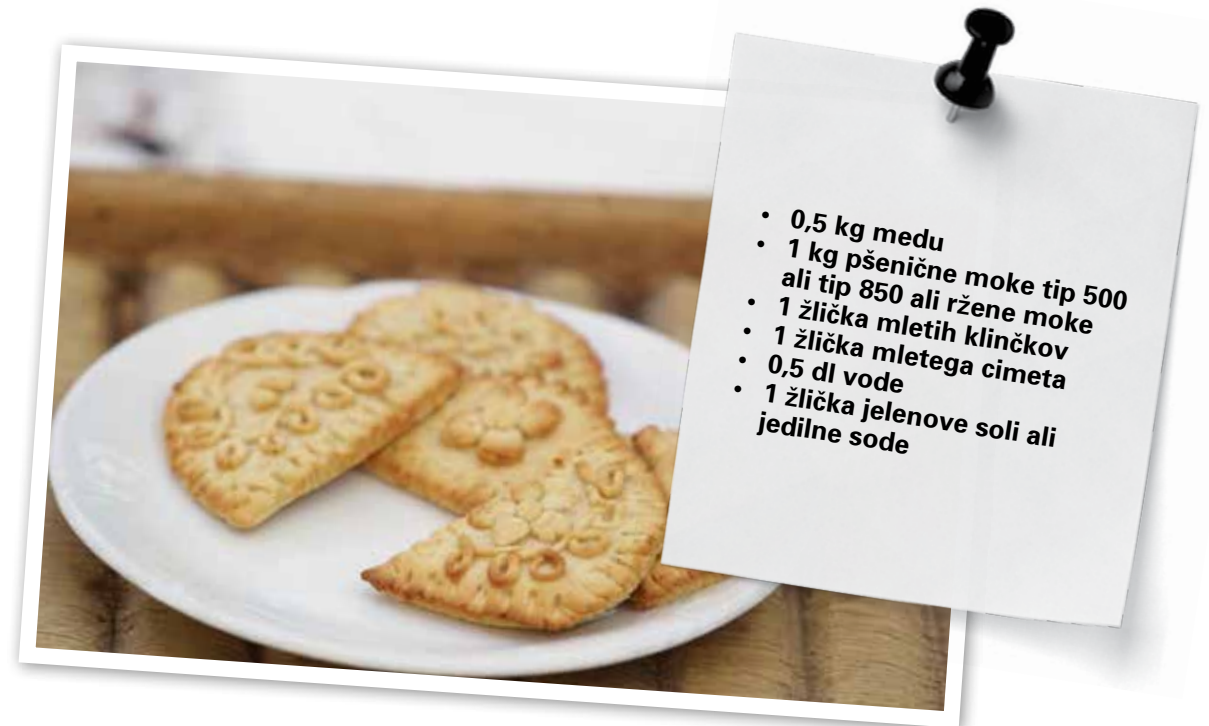 • 0,5 kg medu
• 1 kg pšenične moke tip 500
ali tip 850 ali ržene moke
• 1 žlička mletih klinčkov
• 1 žlička mletega cimeta
• 0,5 dl vode
• 1 žlička jelenove soli ali
jedilne sode